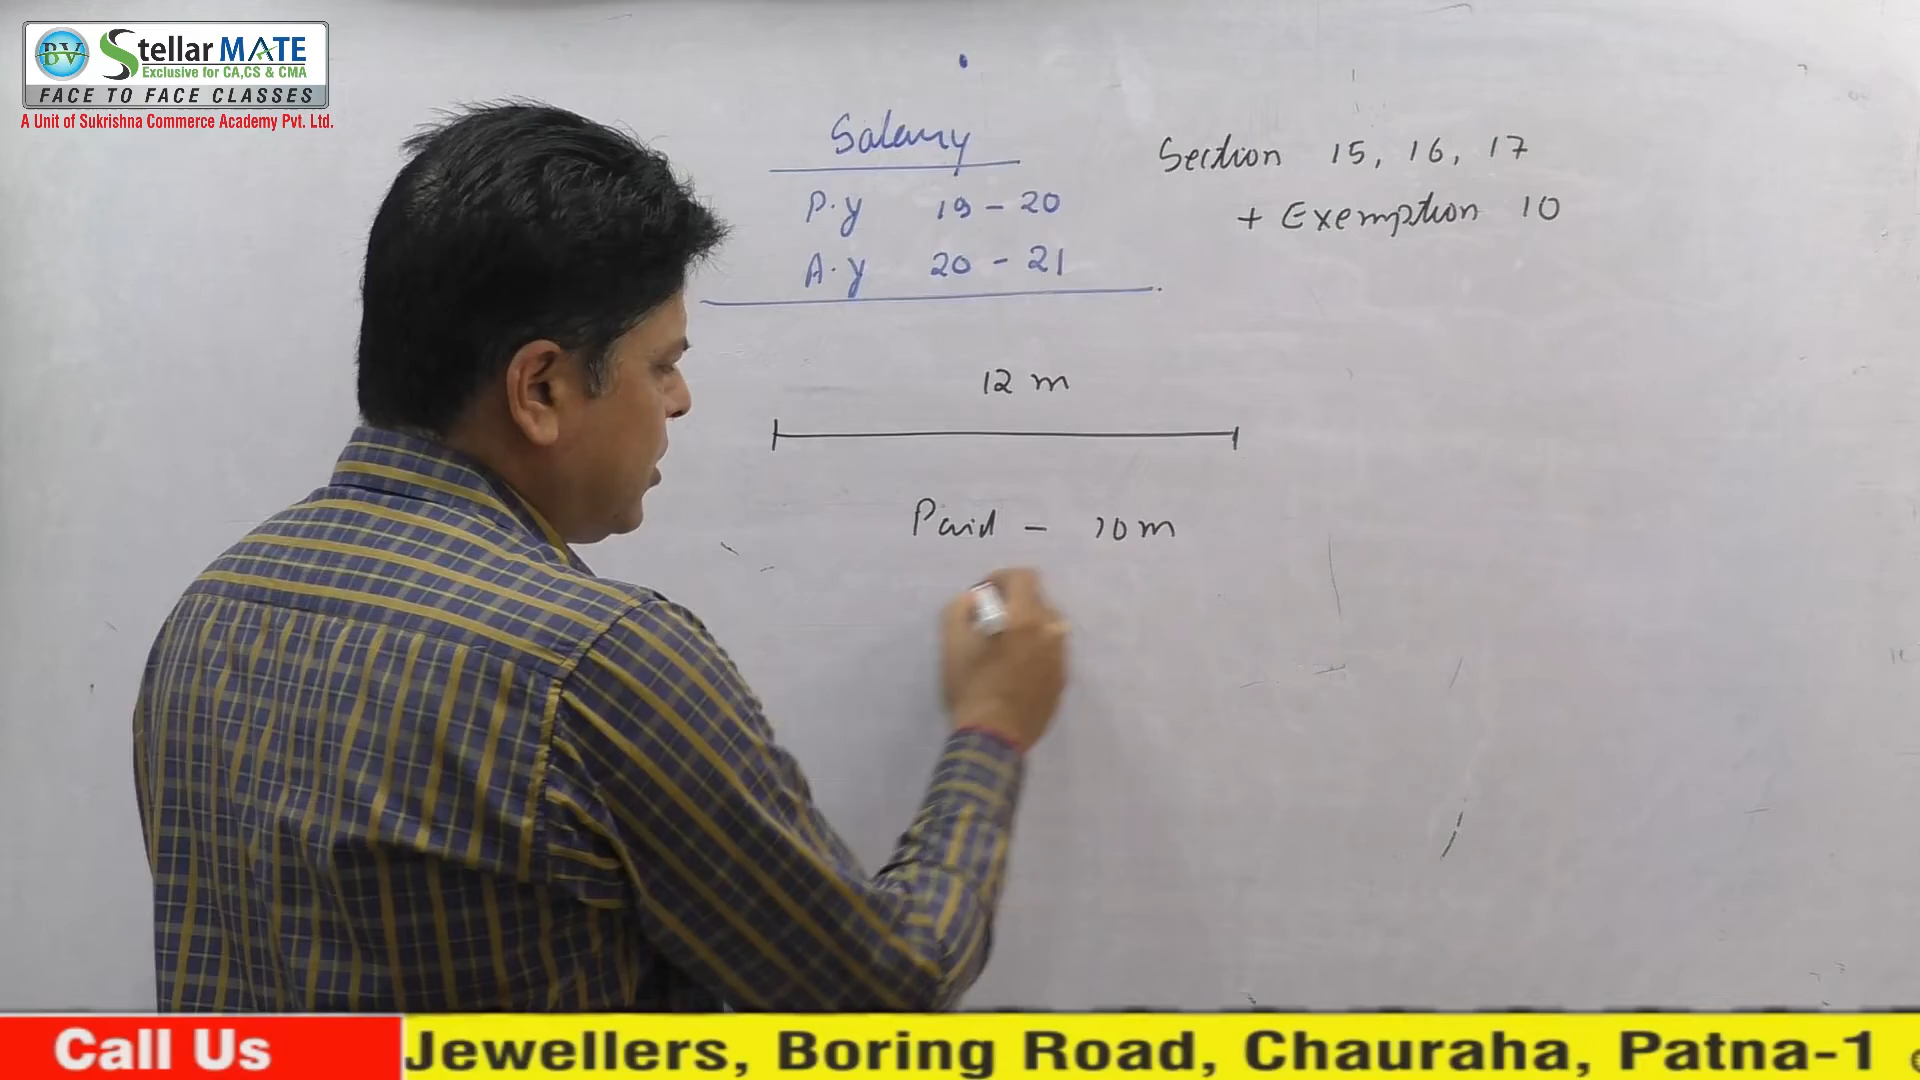 BV Stellar MATE
Exclusive for CA,CS & CMA
FACE TO FACE CLASSES
A Unit of Sukrishna Commerce Academy Pvt. Ltd.
Salary
P.y 19 - 20
A.y 20 - 21
Section 15, 16, 17
+ Exemption 10
12 m
Paid - 10 m
Call Us
Jewellers, Boring Road, Chauraha, Patna-1